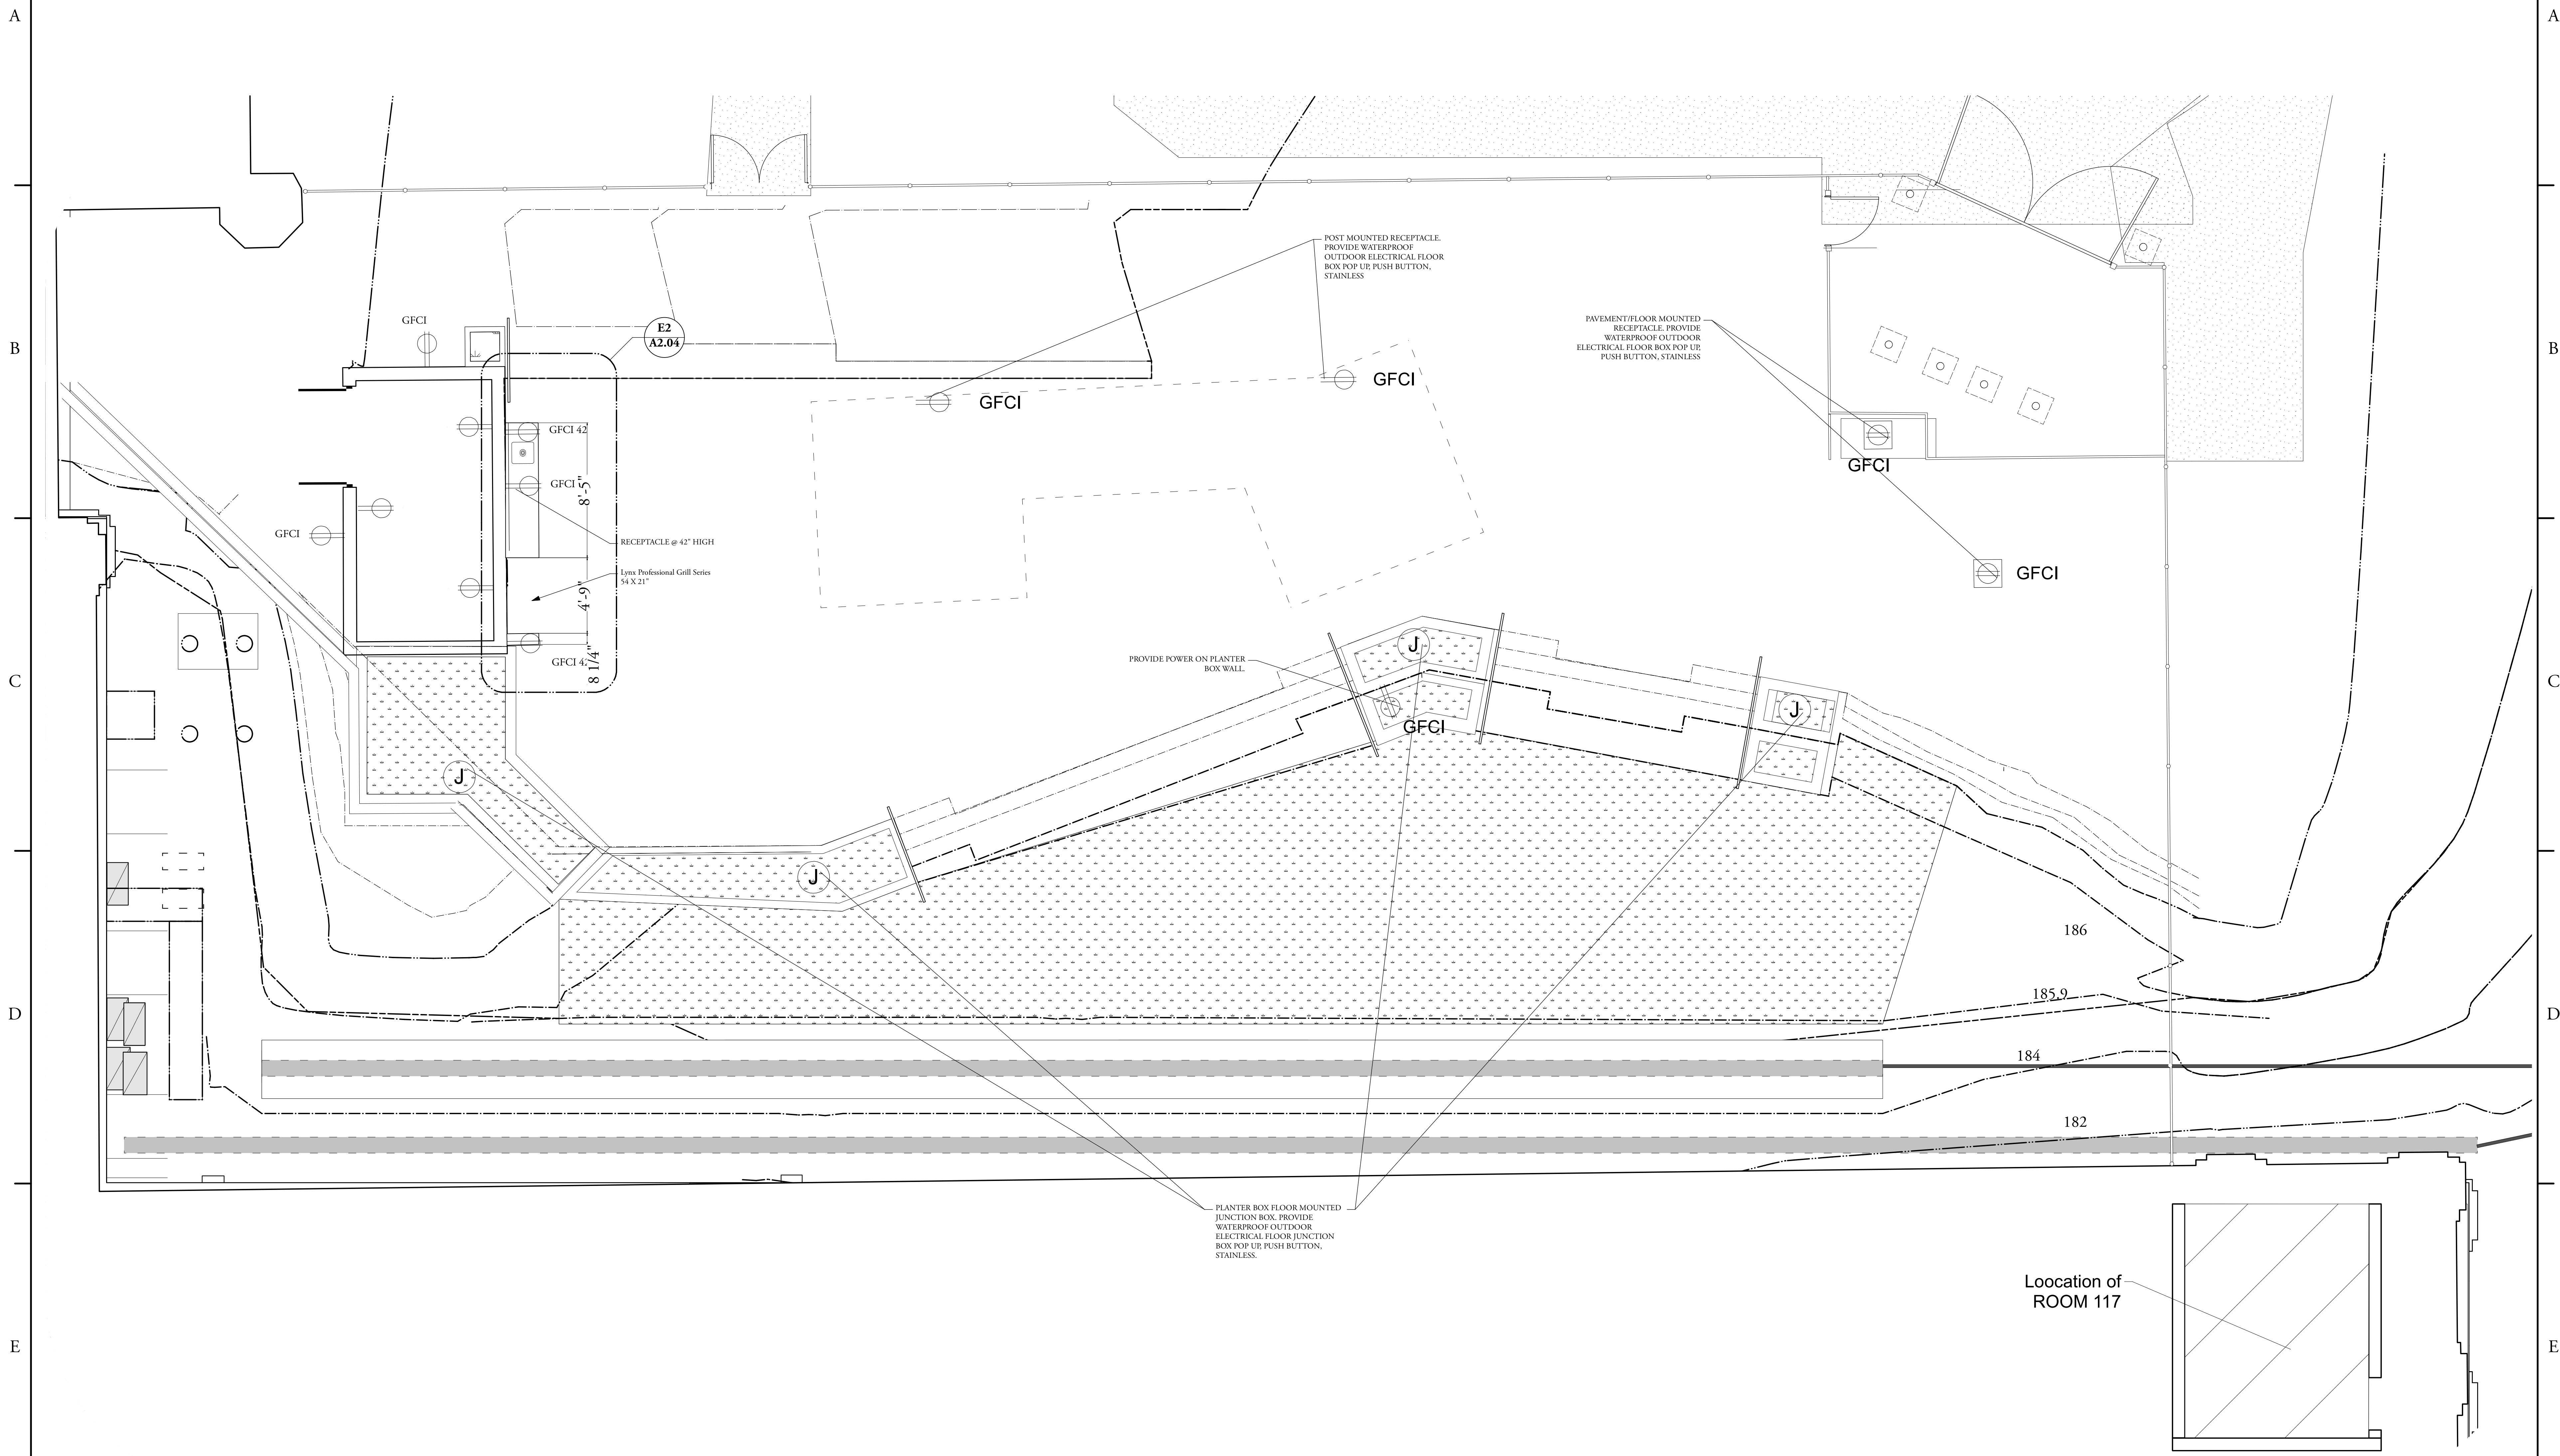 A
A
POST MOUNTED RECEPTACLE.
PROVIDE WATERPROOF
OUTDOOR ELECTRICAL FLOOR
BOX POP UP, PUSH BUTTON,
STAINLESS
PAVEMENT/FLOOR MOUNTED
RECEPTACLE. PROVIDE
WATERPROOF OUTDOOR
ELECTRICAL FLOOR BOX POP UP,
PUSH BUTTON, STAINLESS
GFCI
E2
A2.04
B
B
GFCI
GFCI
GFCI 42
GFCI
GFCI
8'-5"
GFCI
RECEPTACLE @ 42" HIGH
Lynx Professional Grill Series
54 X 21"
GFCI
4'-9"
GFCI 42
8 1/4"
J
PROVIDE POWER ON PLANTER
BOX WALL.
C
C
J
GFCI
J
J
186
185.9
D
D
184
182
PLANTER BOX FLOOR MOUNTED
JUNCTION BOX. PROVIDE
WATERPROOF OUTDOOR
ELECTRICAL FLOOR JUNCTION
BOX POP UP, PUSH BUTTON,
STAINLESS.
Loocation of
ROOM 117
E
E